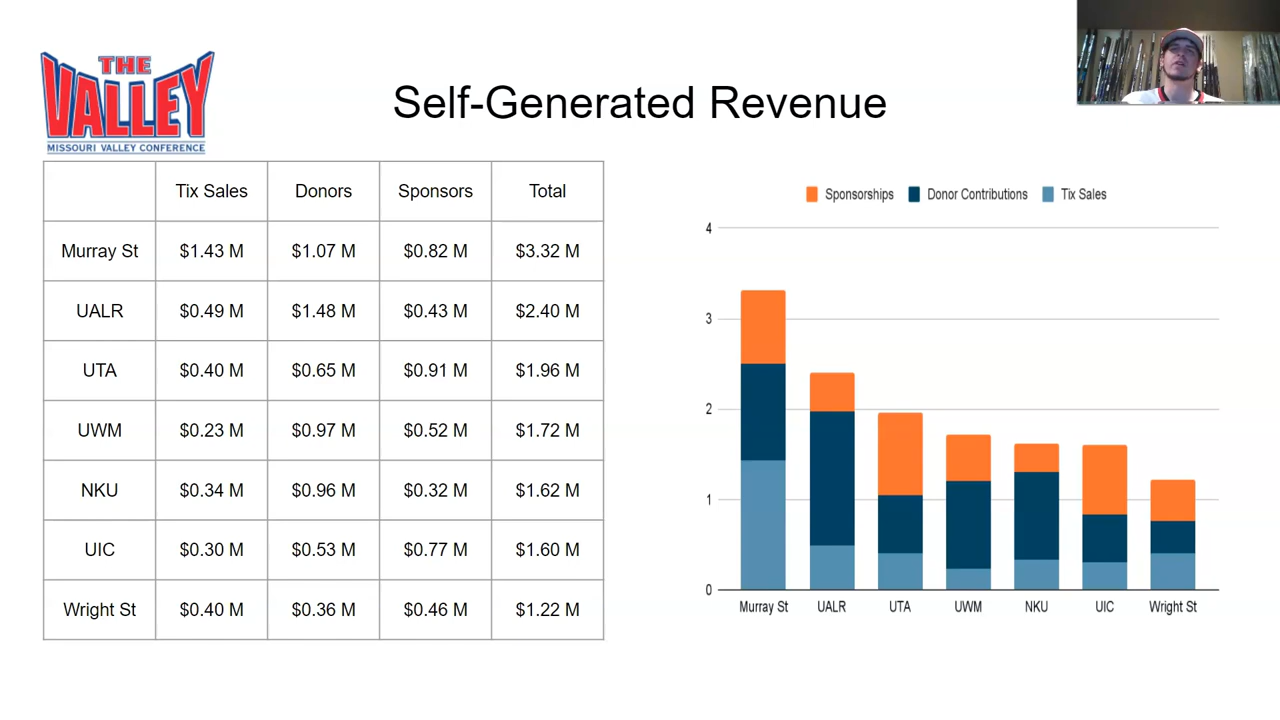 THE
VALLEY
MISSOURI VALLEY CONFERENCE
Self-Generated Revenue
Tix Sales Donors Sponsors Total
Murray St $1.43 M $1.07 M $0.82 M $3.32 M
UALR $0.49 M $1.48 M $0.43 M $2.40 M
UTA $0.40 M $0.65 M $0.91 M $1.96 M
UWM $0.23 M $0.97 M $0.52 M $1.72 M
NKU $0.34 M $0.96 M $0.32 M $1.62 M
UIC $0.30 M $0.53 M $0.77 M $1.60 M
Wright St $0.40 M $0.36 M $0.46 M $1.22 M
Sponsorships Donor Contributions Tix Sales
4
3
2
1
0
Murray St UALR UTA UWM NKU UIC Wright St